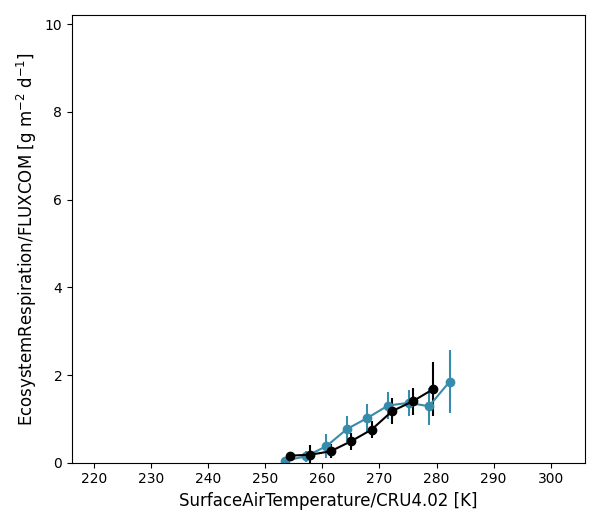 10
8
6
4
2
0
EcosystemRespiration/FLUXCOM [g m⁻² d⁻¹]
220 230 240 250 260 270 280 290 300
SurfaceAirTemperature/CRU4.02 [K]